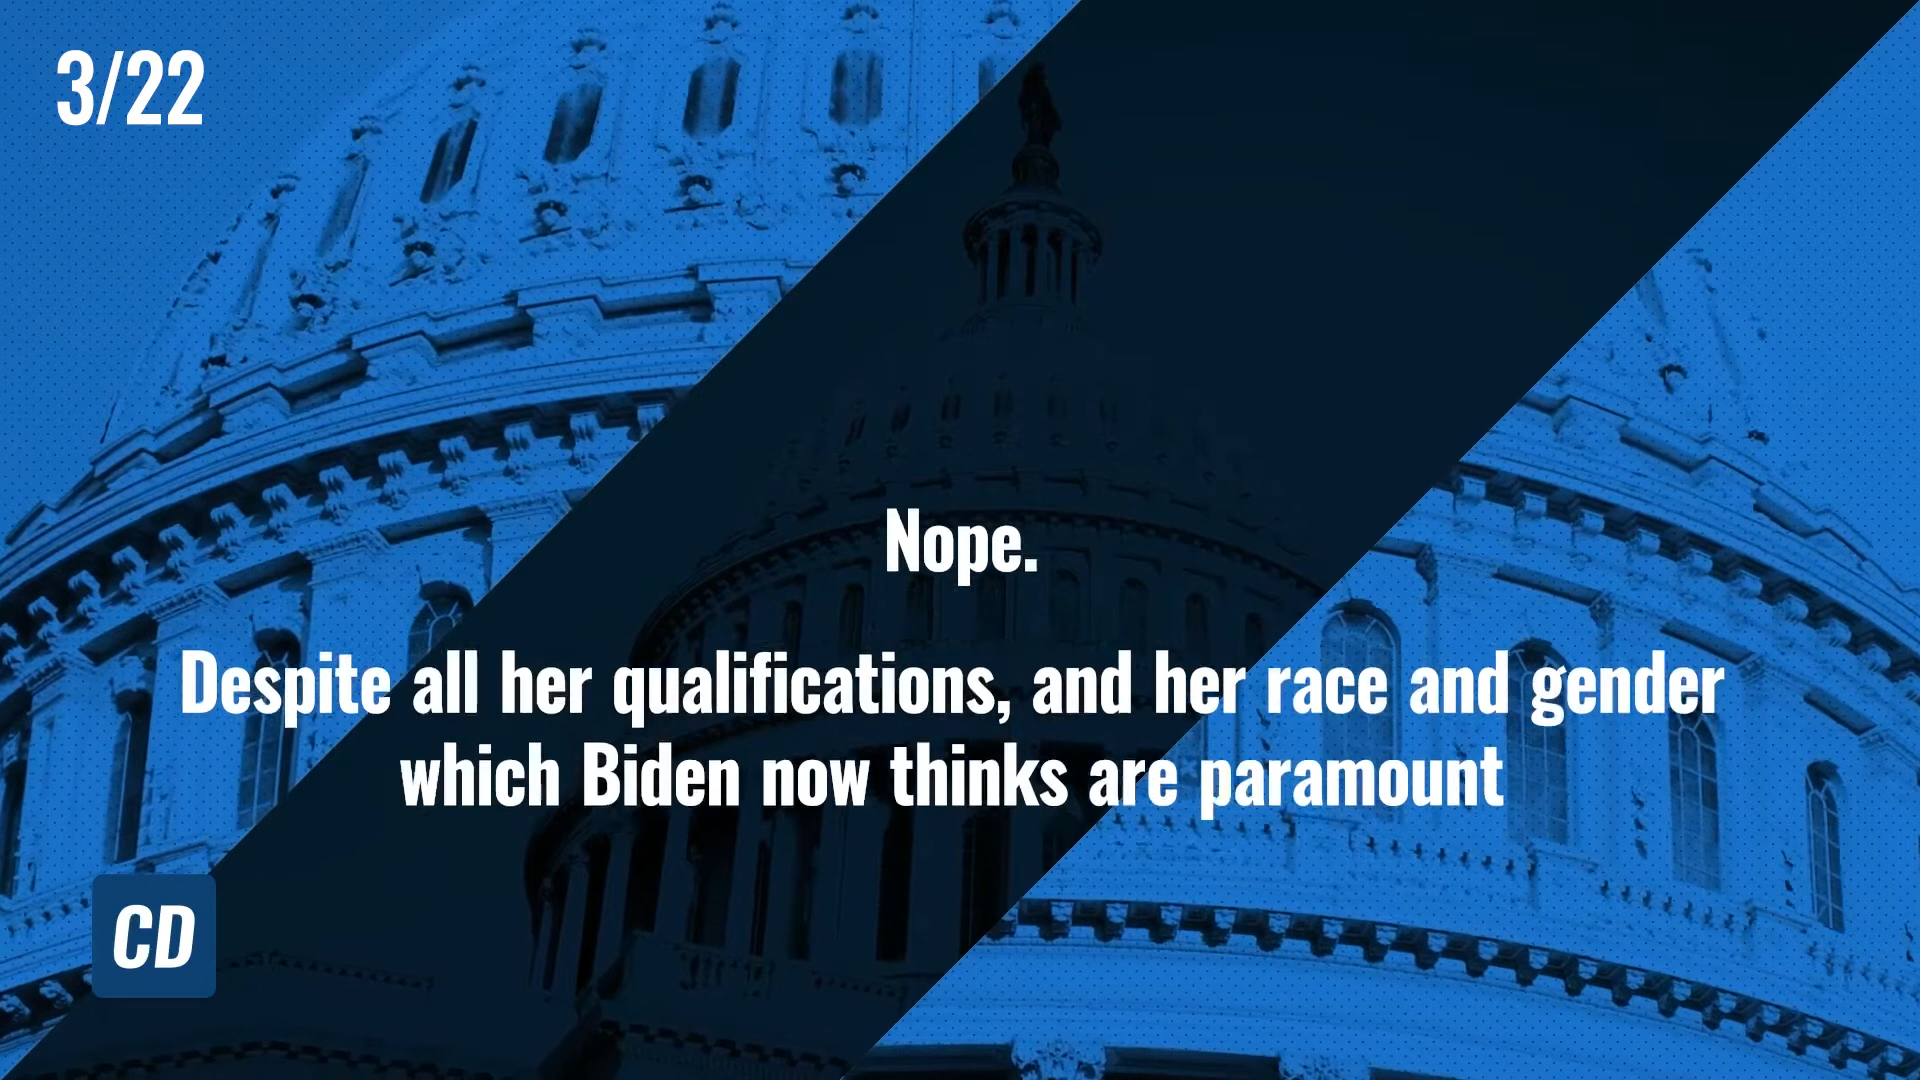 3/22
Nope.
Despite all her qualifications, and her race and gender
which Biden now thinks are paramount
CD